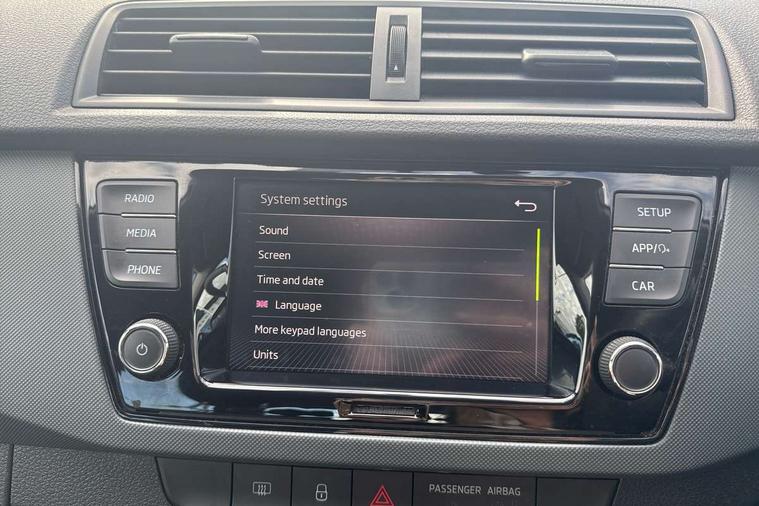 RADIO
MEDIA
PHONE
System settings
Sound
Screen
Time and date
Language
More keypad languages
Units
SETUP
APP/
CAR
PASSENGER AIRBAG